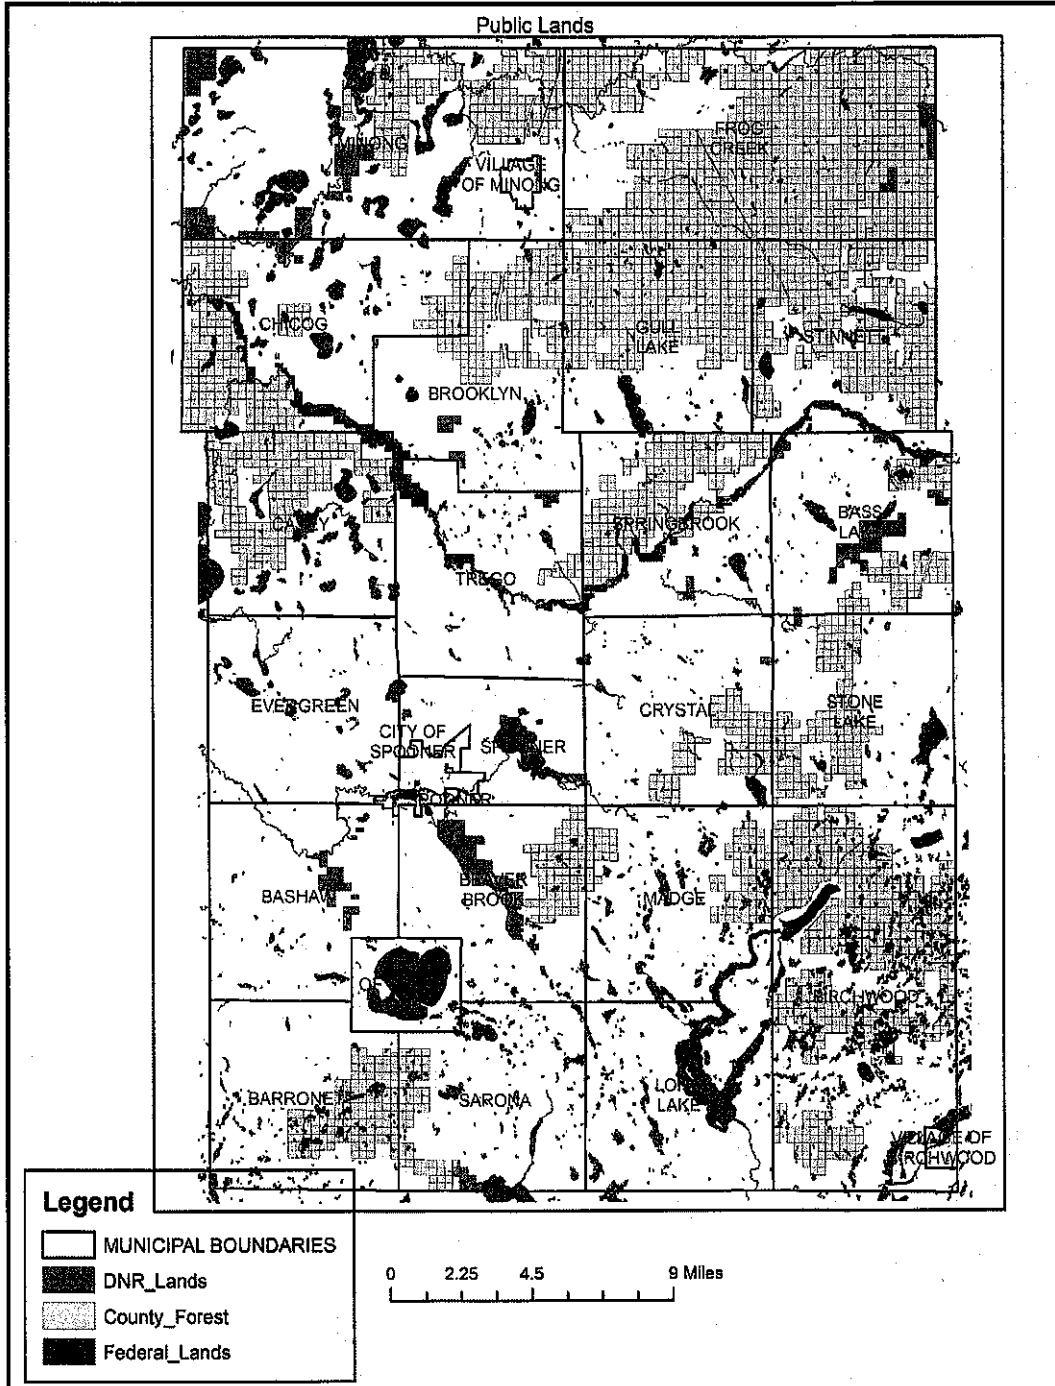 Public Lands
FROG
CREEK
MINONG
VILLAGE
OF MINONG
CHICOG
GULL
LAKE
STINNETT
BROOKLYN
SPRINGBROOK
BASS
TREGO
EVERGREEN
CRYSTAL
STONE
LAKE
CITY OF
SPOONER
SPOONER
BEAVER
BROOK
BASHAW
MADGE
BIRCHWOOD
BARRONETT
SARONA
LONG
LAKE
VILLAGE OF
Legend
MUNICIPAL BOUNDARIES
DNR_Lands
County_Forest
Federal_Lands
0 2.25 4.5 9 Miles